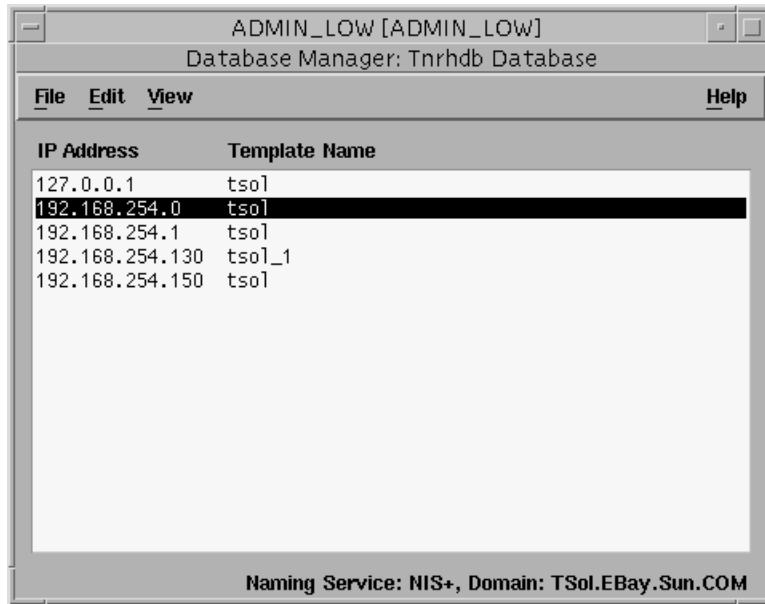 ADMIN_LOW [ADMIN_LOW]
Database Manager: Tnrhdb Database
File Edit View Help
IP Address Template Name
127.0.0.1 tsol
192.168.254.0 tsol
192.168.254.1 tsol
192.168.254.130 tsol_1
192.168.254.150 tsol
Naming Service: NIS+, Domain: TSol.EBay.Sun.COM